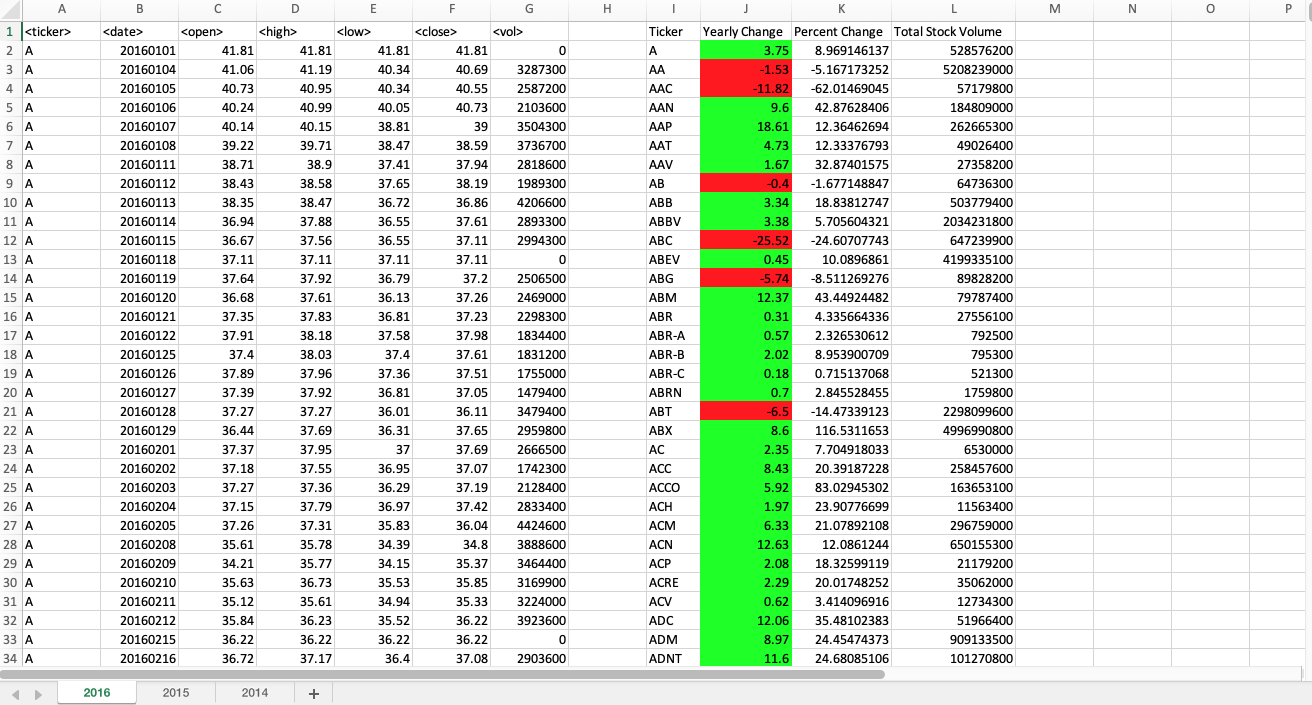 A B C D E F G H I J K L M N O P
1 <ticker> <date> <open> <high> <low> <close> <vol> Ticker Yearly Change Percent Change Total Stock Volume
2 A 20160101 41.81 41.81 41.81 41.81 0 A 3.75 8.969146137 528576200
3 A 20160104 41.06 41.19 40.34 40.69 3287300 AA -1.53 -5.167173252 5208239000
4 A 20160105 40.73 40.95 40.34 40.55 2587200 AAC -11.82 -62.01469045 57179800
5 A 20160106 40.24 40.99 40.05 40.73 2103600 AAN 9.6 42.87628406 184809000
6 A 20160107 40.14 40.15 38.81 39 3504300 AAP 18.61 12.36462694 262665300
7 A 20160108 39.22 39.71 38.47 38.59 3736700 AAT 4.73 12.33376793 49026400
8 A 20160111 38.71 38.9 37.41 37.94 2818600 AAV 1.67 32.87401575 27358200
9 A 20160112 38.43 38.58 37.65 38.19 1989300 AB -0.4 -1.677148847 64736300
10 A 20160113 38.35 38.47 36.72 36.86 4206600 ABB 3.34 18.83812747 503779400
11 A 20160114 36.94 37.88 36.55 37.61 2893300 ABBV 3.38 5.705604321 2034231800
12 A 20160115 36.67 37.56 36.55 37.11 2994300 ABC -25.52 -24.60707743 647239900
13 A 20160118 37.11 37.11 37.11 37.11 0 ABEV 0.45 10.0896861 4199335100
14 A 20160119 37.64 37.92 36.79 37.2 2506500 ABG -5.74 -8.511269276 89828200
15 A 20160120 36.68 37.61 36.13 37.26 2469000 ABM 12.37 43.44924482 79787400
16 A 20160121 37.35 37.83 36.81 37.23 2298300 ABR 0.31 4.335664336 27556100
17 A 20160122 37.91 38.18 37.58 37.98 1834400 ABR-A 0.57 2.326530612 792500
18 A 20160125 37.4 38.03 37.4 37.61 1831200 ABR-B 2.02 8.953900709 795300
19 A 20160126 37.89 37.96 37.36 37.51 1755000 ABR-C 0.18 0.715137068 521300
20 A 20160127 37.39 37.92 36.81 37.05 1479400 ABRN 0.7 2.845528455 1759800
21 A 20160128 37.27 37.27 36.01 36.11 3479400 ABT -6.5 -14.47339123 2298099600
22 A 20160129 36.44 37.69 36.31 37.65 2959800 ABX 8.6 116.5311653 4996990800
23 A 20160201 37.37 37.95 37 37.69 2666500 AC 2.35 7.704918033 6530000
24 A 20160202 37.18 37.55 36.95 37.07 1742300 ACC 8.43 20.39187228 258457600
25 A 20160203 37.27 37.36 36.29 37.19 2128400 ACCO 5.92 83.02945302 163653100
26 A 20160204 37.15 37.79 36.97 37.42 2833400 ACH 1.97 23.90776699 11563400
27 A 20160205 37.26 37.31 35.83 36.04 4424600 ACM 6.33 21.07892108 296759000
28 A 20160208 35.61 35.78 34.39 34.8 3888600 ACN 12.63 12.0861244 650155300
29 A 20160209 34.21 35.77 34.15 35.37 3464400 ACP 2.08 18.32599119 21179200
30 A 20160210 35.63 36.73 35.53 35.85 3169900 ACRE 2.29 20.01748252 35062000
31 A 20160211 35.12 35.61 34.94 35.33 3224000 ACV 0.62 3.414096916 12734300
32 A 20160212 35.84 36.23 35.52 36.22 3923600 ADC 12.06 35.48102383 51966400
33 A 20160215 36.22 36.22 36.22 36.22 0 ADM 8.97 24.45474373 909133500
34 A 20160216 36.72 37.17 36.4 37.08 2903600 ADNT 11.6 24.68085106 101270800
2016 2015 2014 +